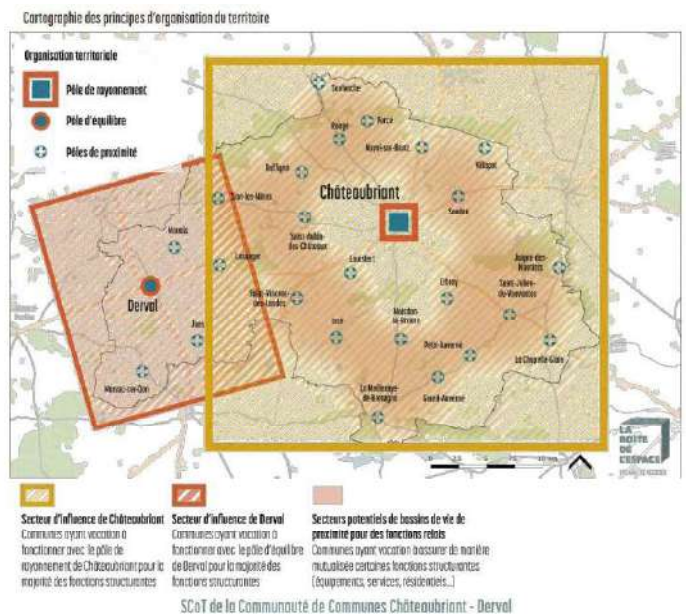 Cartographie des principes d'organisation du territoire
Organisation territoriale
Pôle de rayonnement
Pôle d'équilibre
Pôles de proximité
Soudan
Rougé
Noyal-sur-Brutz
Villepot
Ruffigné
Châteaubriant
Sion-les-Mines
Saint-Aubin-
des-Châteaux
Louisfert
Lusanger
Derval
Saint-Vincent-
des-Landes
Erbray
Juigné-des-
Moutiers
Saint-Julien-
de-Vouvantes
Issé
Moisdon-
la-Rivière
Petit-Auverné
La Chapelle-Glain
Jans
Marsac-sur-Don
Grand-Auverné
La Meilleraye-
de-Bretagne
LA
BOITE
DE
L'ESPACE
Secteur d'influence de Châteaubriant
Communes ayant vocation à
fonctionner avec le pôle de
rayonnement de Châteaubriant pour la
majorité des fonctions structurantes
Secteur d'influence de Derval
Communes ayant vocation à
fonctionner avec le pôle d'équilibre
de Derval pour la majorité des
fonctions structurantes
Secteurs potentiels de bassins de vie de
proximité pour des fonctions relais
Communes ayant vocation à assurer de manière
mutualisée certaines fonctions structurantes
(équipements, services, résidentiels...)
SCoT de la Communauté de Communes Châteaubriant - Derval